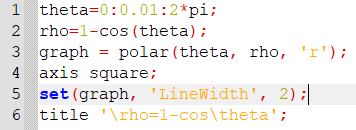 1 theta=0:0.01:2*pi;
2 rho=1-cos(theta);
3 graph = polar(theta, rho, 'r');
4 axis square;
5 set(graph, 'LineWidth', 2);
6 title '\rho=1-cos\theta';